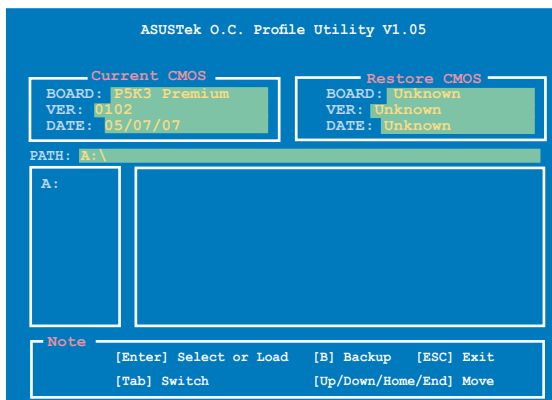 ASUSTek O.C. Profile Utility V1.05
Current CMOS
BOARD: P5K3 Premium
VER: 0102
DATE: 05/07/07
Restore CMOS
BOARD: Unknown
VER: Unknown
DATE: Unknown
PATH: A:\
A:
Note
[Enter] Select or Load [B] Backup [ESC] Exit
[Tab] Switch [Up/Down/Home/End] Move